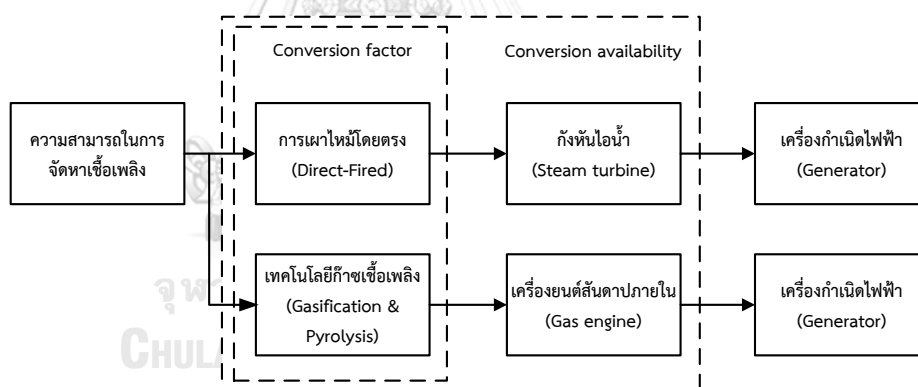 Conversion factor
Conversion availability
ความสามารถในการ
จัดหาเชื้อเพลิง
การเผาไหม้โดยตรง
(Direct-Fired)
กังหันไอน้ำ
(Steam turbine)
เครื่องกำเนิดไฟฟ้า
(Generator)
เทคโนโลยีก๊าซเชื้อเพลิง
(Gasification &
Pyrolysis)
เครื่องยนต์สันดาปภายใน
(Gas engine)
เครื่องกำเนิดไฟฟ้า
(Generator)